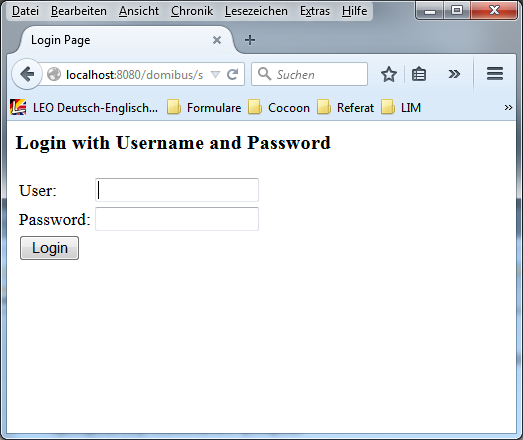 Datei Bearbeiten Ansicht Chronik Lesezeichen Extras Hilfe
Login Page
localhost:8080/domibus/s
Suchen
LEO Deutsch-Englisch... Formulare Cocoon Referat LIM
Login with Username and Password
User:
Password:
Login